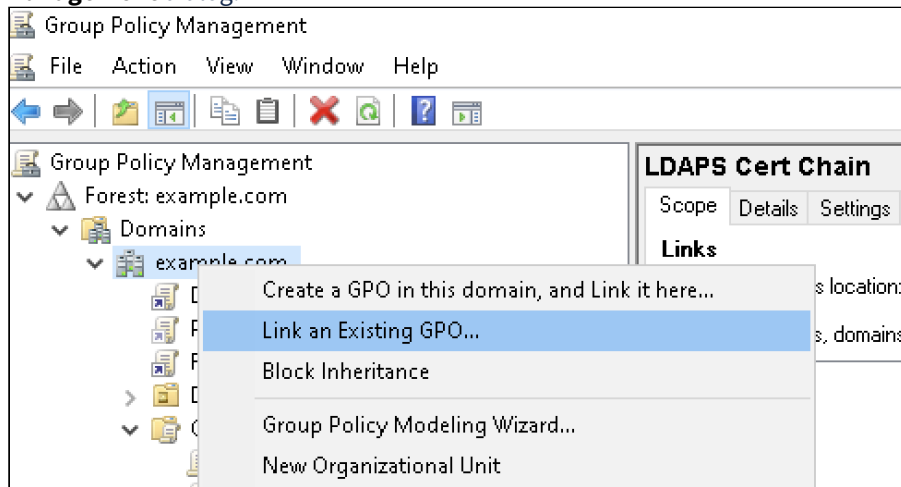 Group Policy Management
File Action View Window Help
Group Policy Management
Forest: example.com
Domains
example.com
LDAPS Cert Chain
Scope Details Settings
Links
s location:
s, domains
Create a GPO in this domain, and Link it here...
Link an Existing GPO...
Block Inheritance
Group Policy Modeling Wizard...
New Organizational Unit